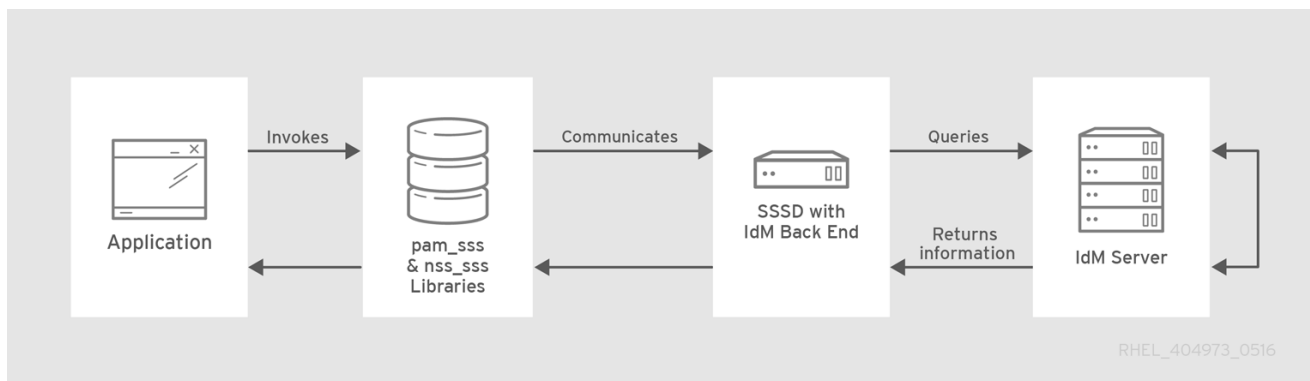 Invokes
Communicates
Queries
Application
pam_sss
& nss_sss
Libraries
SSSD with
IdM Back End
Returns
information
IdM Server
RHEL_404973_0516